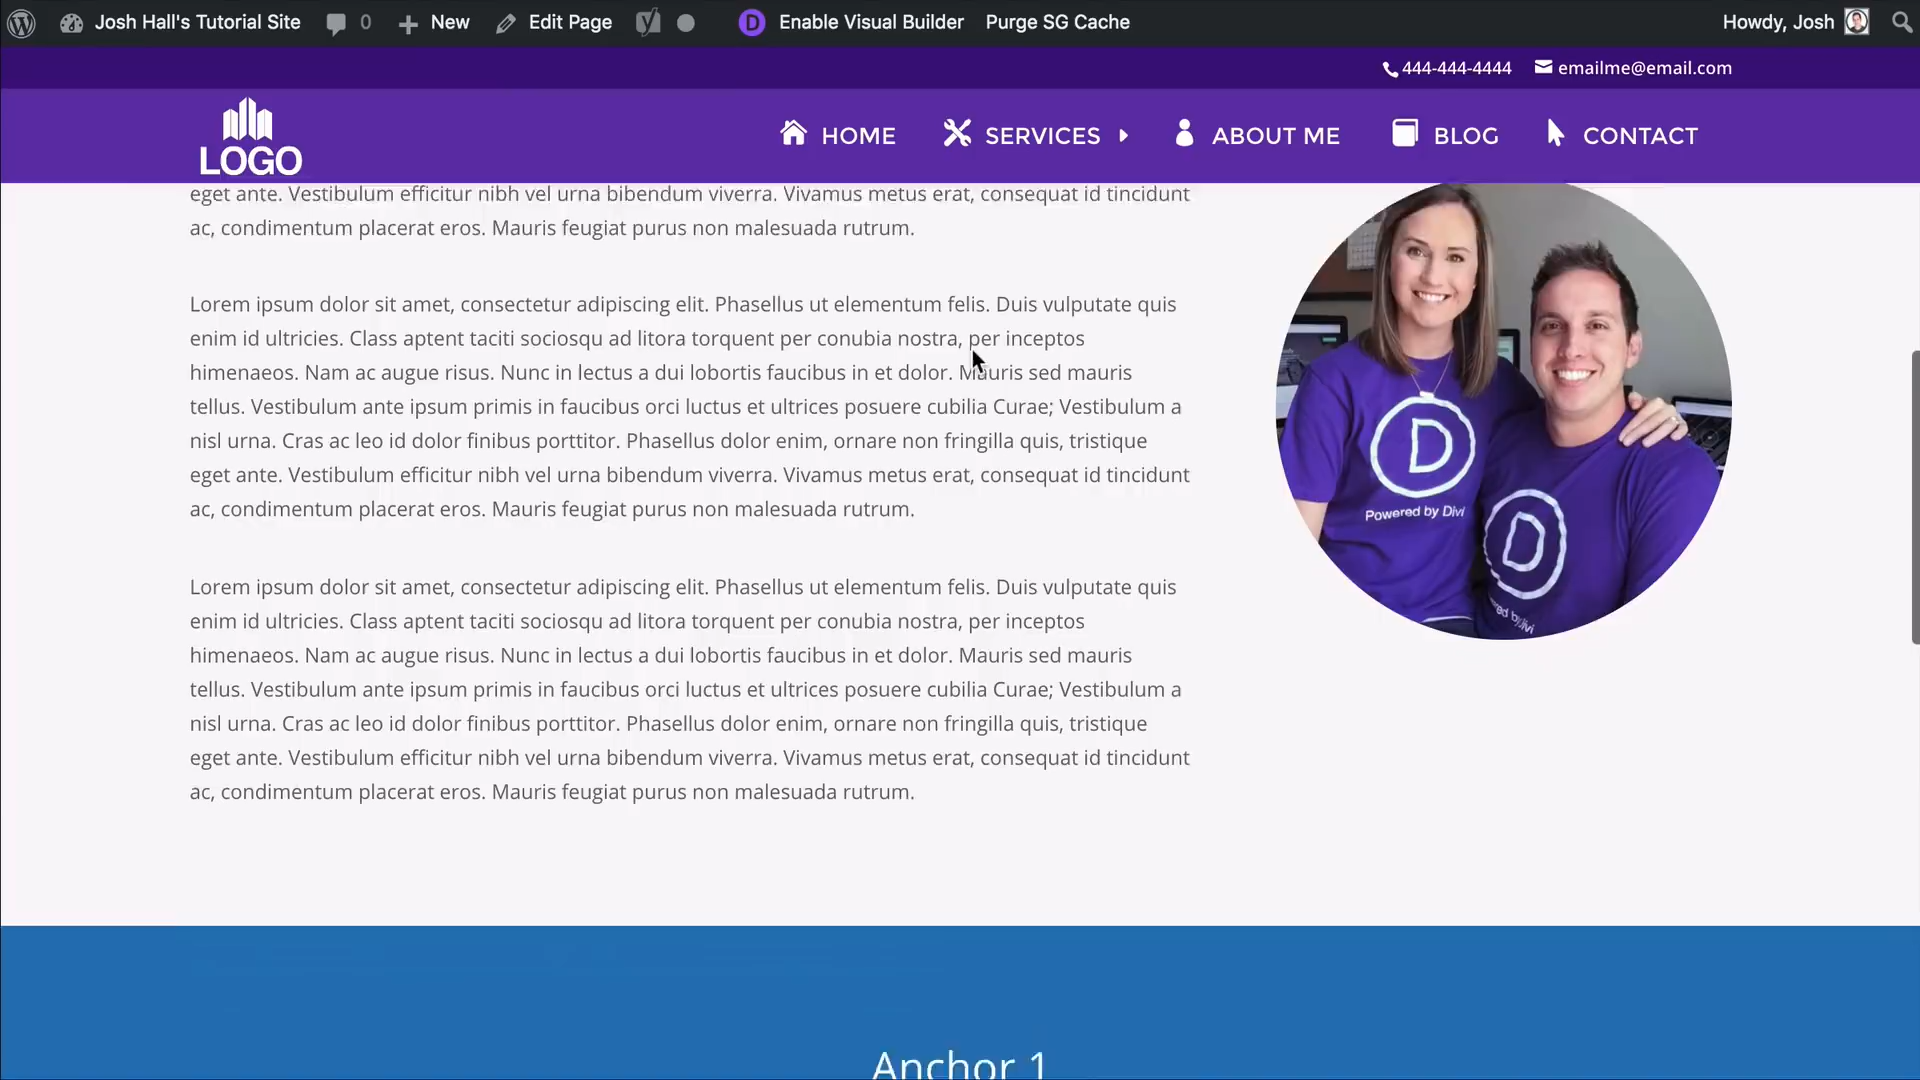 Josh Hall's Tutorial Site 0 New Edit Page Enable Visual Builder Purge SG Cache Howdy, Josh
444-444-4444 emailme@email.com
LOGO HOME SERVICES ABOUT ME BLOG CONTACT
eget ante. Vestibulum efficitur nibh vel urna bibendum viverra. Vivamus metus erat, consequat id tincidunt
ac, condimentum placerat eros. Mauris feugiat purus non malesuada rutrum.
Lorem ipsum dolor sit amet, consectetur adipiscing elit. Phasellus ut elementum felis. Duis vulputate quis
enim id ultricies. Class aptent taciti sociosqu ad litora torquent per conubia nostra, per inceptos
himenaeos. Nam ac augue risus. Nunc in lectus a dui lobortis faucibus in et dolor. Mauris sed mauris
tellus. Vestibulum ante ipsum primis in faucibus orci luctus et ultrices posuere cubilia Curae; Vestibulum a
nisl urna. Cras ac leo id dolor finibus porttitor. Phasellus dolor enim, ornare non fringilla quis, tristique
eget ante. Vestibulum efficitur nibh vel urna bibendum viverra. Vivamus metus erat, consequat id tincidunt
ac, condimentum placerat eros. Mauris feugiat purus non malesuada rutrum.
Lorem ipsum dolor sit amet, consectetur adipiscing elit. Phasellus ut elementum felis. Duis vulputate quis
enim id ultricies. Class aptent taciti sociosqu ad litora torquent per conubia nostra, per inceptos
himenaeos. Nam ac augue risus. Nunc in lectus a dui lobortis faucibus in et dolor. Mauris sed mauris
tellus. Vestibulum ante ipsum primis in faucibus orci luctus et ultrices posuere cubilia Curae; Vestibulum a
nisl urna. Cras ac leo id dolor finibus porttitor. Phasellus dolor enim, ornare non fringilla quis, tristique
eget ante. Vestibulum efficitur nibh vel urna bibendum viverra. Vivamus metus erat, consequat id tincidunt
ac, condimentum placerat eros. Mauris feugiat purus non malesuada rutrum.
D
Powered by Divi
D
by Divi
Anchor 1